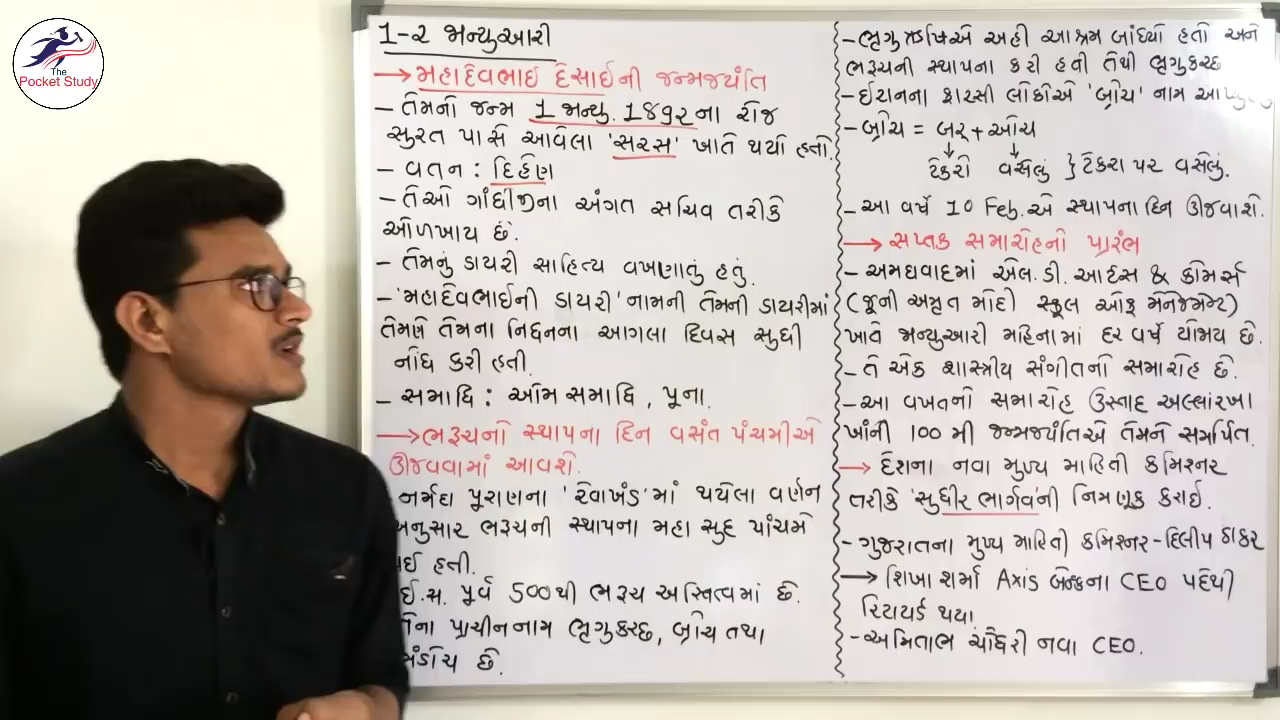 The
Pocket Study
1-2 જાન્યુઆરી
→ મહાદેવભાઈ દેસાઈની જન્મજયંતિ
- તેમનો જન્મ 1 જાન્યુ. 1892ના રોજ
સુરત પાસે આવેલા 'સરસ' ખાતે થયો હતો.
- વતન : દિહેણ
- તેઓ ગાંધીજીના અંગત સચિવ તરીકે
ઓળખાય છે.
- તેમનું ડાયરી સાહિત્ય વખણાતું હતું.
- 'મહાદેવભાઈની ડાયરી' નામની તેમની ડાયરીમાં
તેમણે તેમના નિધનના આગલા દિવસ સુધી
નોંધ કરી હતી.
- સમાધિ : ઓમ સમાધિ, પૂના.
→ ભરૂચનો સ્થાપના દિન વસંત પંચમીએ
ઊજવવામાં આવશે.
નર્મદા પૂરાણના 'રેવાખંડ'માં થયેલા વર્ણન
અનુસાર ભરૂચની સ્થાપના મહા સુદ પાંચમે
થઈ હતી.
ઈ.સ. પૂર્વ 500થી ભરૂચ અસ્તિત્વમાં છે.
તેના પ્રાચીન નામ ભૃગુકચ્છ, બ્રોચ તથા
છે.
- ભૃગુ ઋષિએ અહી આશ્રમ બાંધ્યો હતો અને
ભરૂચની સ્થાપના કરી હતી તેથી ભૃગુકચ્છ
- ઈરાનના ફારસી લોકોએ 'બ્રોચ' નામ
- બ્રોચ = બર + ઓચ
↓ ↓
ટેકરો વસેલું } ટેકરા પર વસેલું.
- આ વર્ષે 10 Feb.એ સ્થાપના દિન ઊજવાશે.
→ સપ્તક સમારોહનો પ્રારંભ
- અમદાવાદમાં એલ.ડી. આર્ટસ & કોમર્સ
(જૂની અમૃત મોદી સ્કૂલ ઓફ મેનેજમેન્ટ)
ખાતે જાન્યુઆરી મહિનામાં દર વર્ષે યોજાય છે.
- તે એક શાસ્ત્રીય સંગીતનો સમારોહ છે.
- આ વખતનો સમારોહ ઉસ્તાદ અલ્લારખા
ખાંની 100 મી જન્મજયંતિએ તેમને સમર્પિત.
→ દેશના નવા મુખ્ય માહિતી કમિશ્નર
તરીકે 'સુધીર ભાર્ગવ'ની નિમણૂક કરાઈ.
- ગુજરાતના મુખ્ય માહિતી કમિશ્નર - દિલીપ ઠાકર
→ શિખા શર્મા Axis બેન્કના CEO પદેથી
રિટાયર્ડ થયા
- અમિતાભ ચૌધરી નવા CEO.